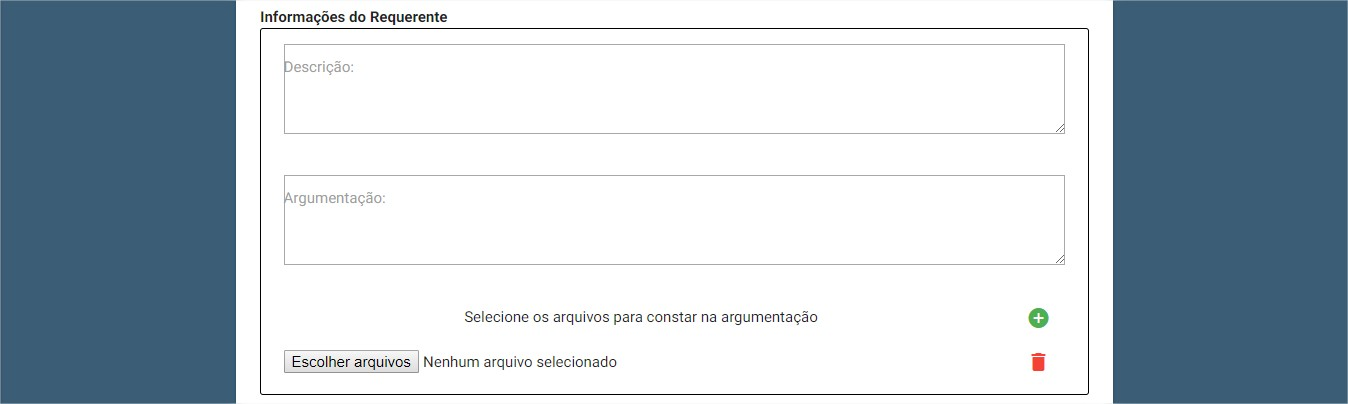 Informações do Requerente
Descrição:
Argumentação:
Selecione os arquivos para constar na argumentação
Escolher arquivos Nenhum arquivo selecionado